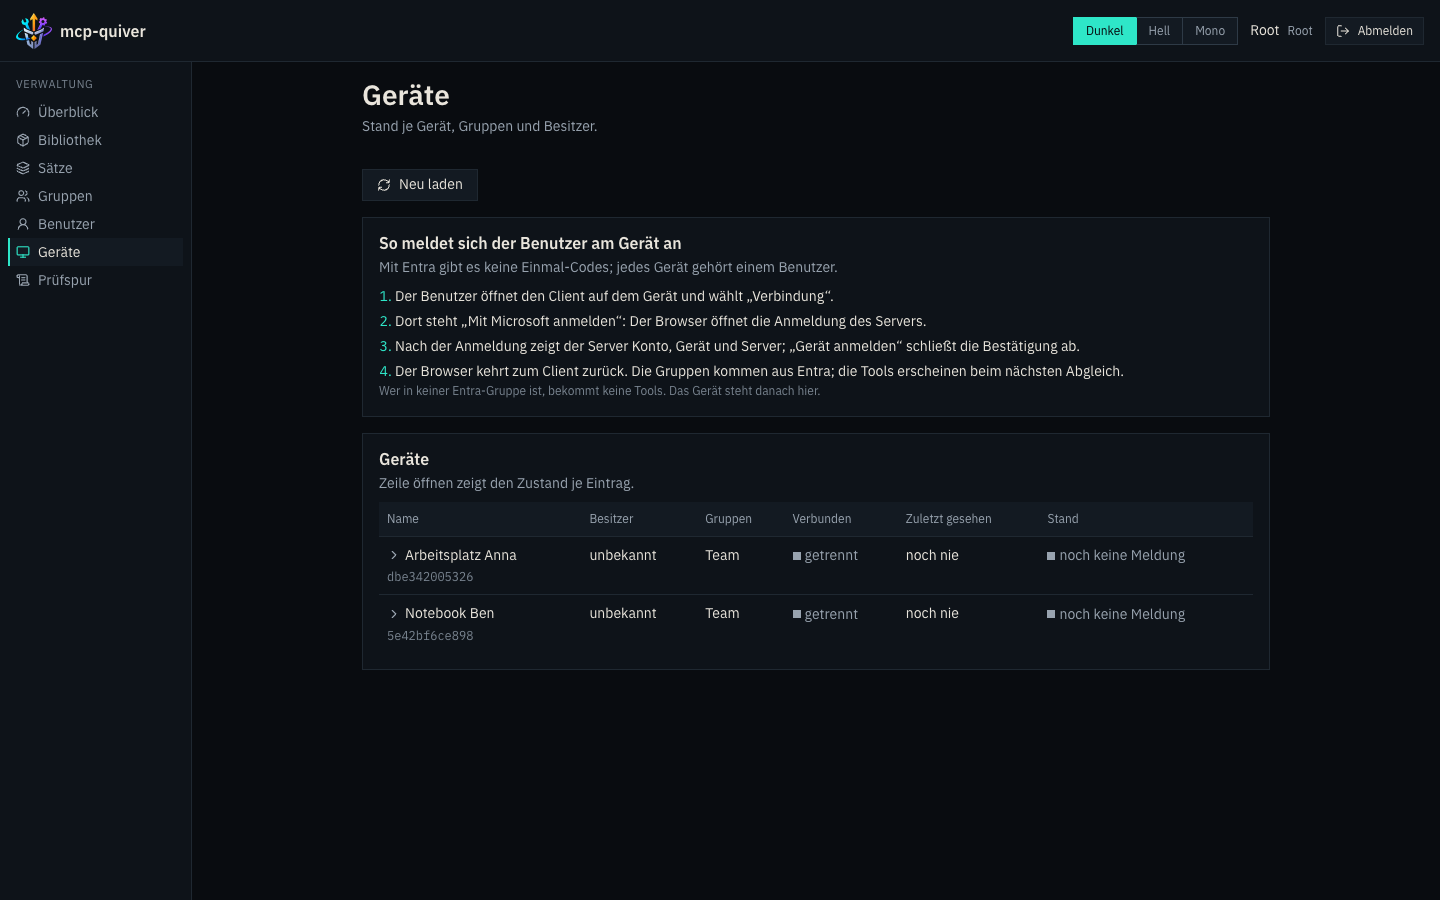 mcp-quiver
Dunkel Hell Mono Root Root Abmelden
VERWALTUNG
Überblick
Bibliothek
Sätze
Gruppen
Benutzer
Geräte
Prüfspur
Geräte
Stand je Gerät, Gruppen und Besitzer.
Neu laden
So meldet sich der Benutzer am Gerät an
Mit Entra gibt es keine Einmal-Codes; jedes Gerät gehört einem Benutzer.
1. Der Benutzer öffnet den Client auf dem Gerät und wählt „Verbindung“.
2. Dort steht „Mit Microsoft anmelden“: Der Browser öffnet die Anmeldung des Servers.
3. Nach der Anmeldung zeigt der Server Konto, Gerät und Server; „Gerät anmelden“ schließt die Bestätigung ab.
4. Der Browser kehrt zum Client zurück. Die Gruppen kommen aus Entra; die Tools erscheinen beim nächsten Abgleich.
Wer in keiner Entra-Gruppe ist, bekommt keine Tools. Das Gerät steht danach hier.
Geräte
Zeile öffnen zeigt den Zustand je Eintrag.
Name Besitzer Gruppen Verbunden Zuletzt gesehen Stand
Arbeitsplatz Anna unbekannt Team getrennt noch nie noch keine Meldung
dbe342005326
Notebook Ben unbekannt Team getrennt noch nie noch keine Meldung
5e42bf6ce898